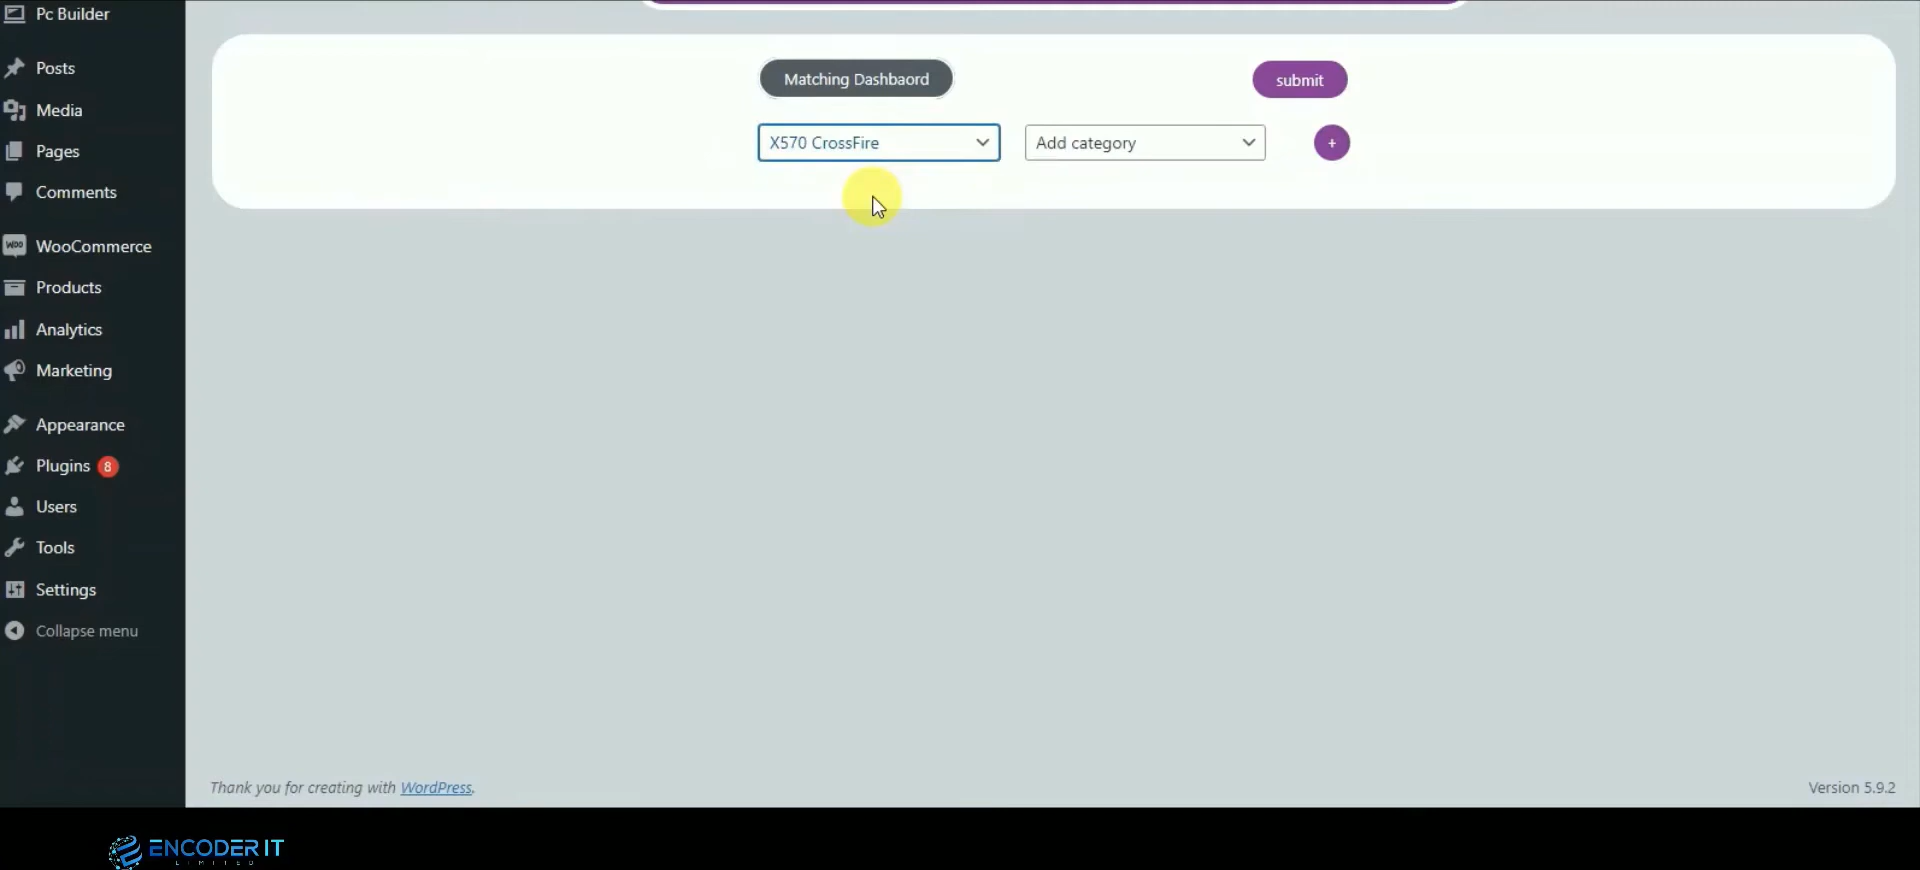 Pc Builder
Posts
Media
Pages
Comments
WooCommerce
Products
Analytics
Marketing
Appearance
Plugins 8
Users
Tools
Settings
Collapse menu
Matching Dashbaord
submit
X570 CrossFire
Add category
+
Thank you for creating with WordPress.
Version 5.9.2
ENCODER IT
LIMITED